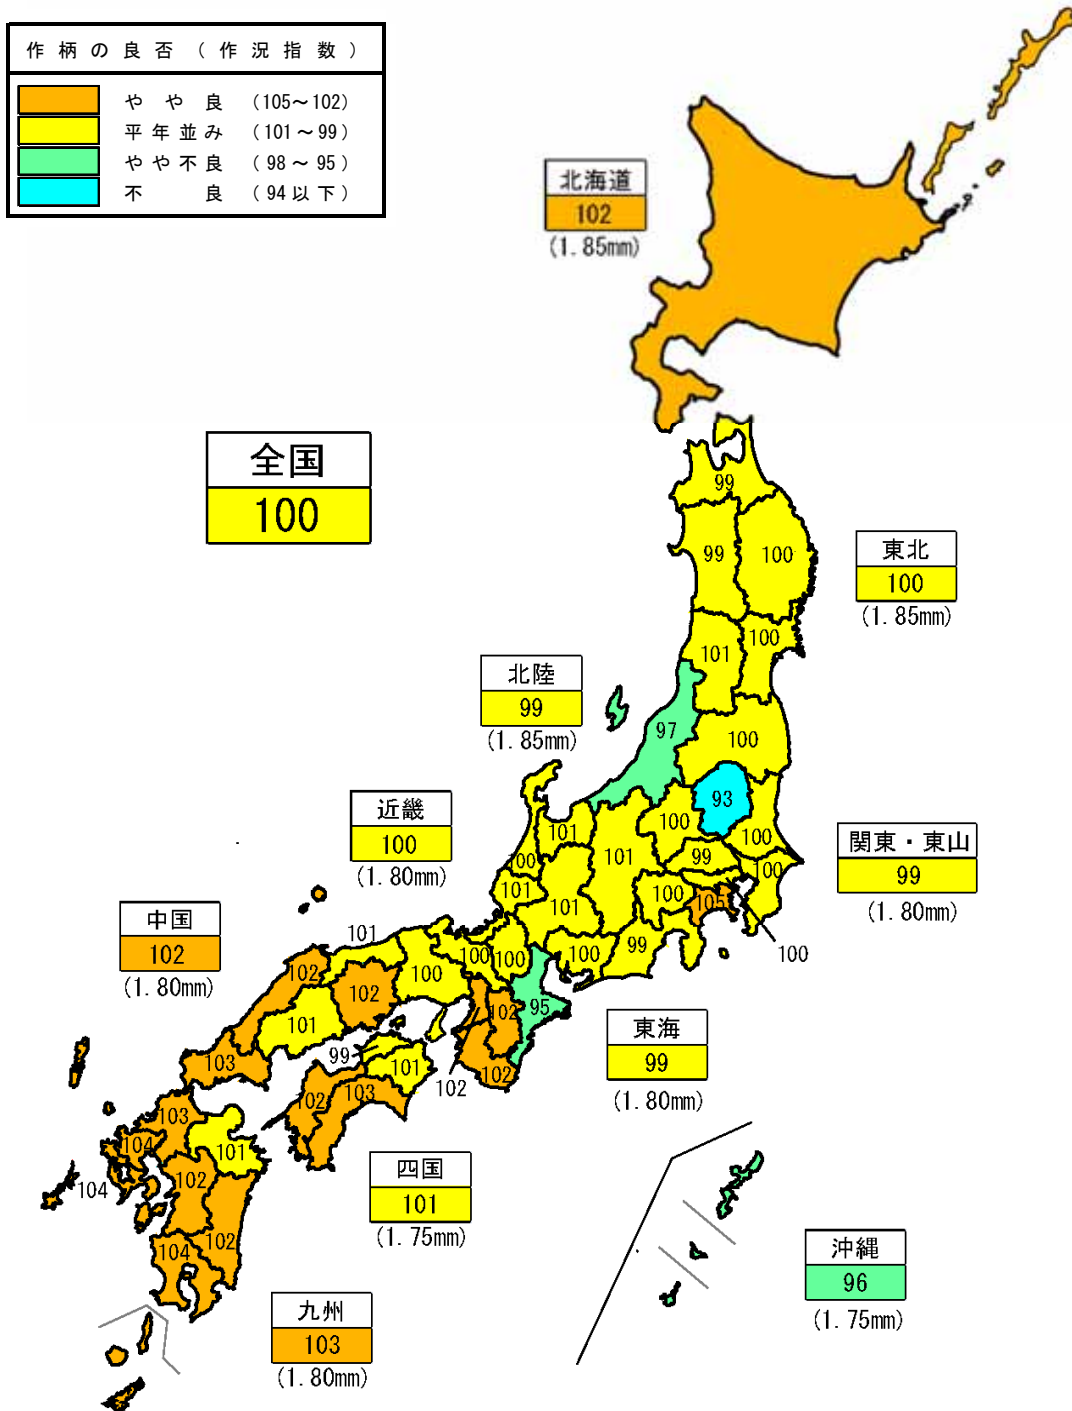 作柄の良否（作況指数）
やや良 （105～102）
平年並み （101～99）
やや不良 （98～95）
不良 （94以下）
北海道
102
(1.85mm)
全国
100
99
99
100
東北
100
(1.85mm)
101
100
北陸
99
(1.85mm)
97
100
93
近畿
100
(1.80mm)
101
100
100
関東・東山
99
(1.80mm)
100
101
99
100
101
101
100
105
中国
102
(1.80mm)
101
100
100
100
99
100
102
102
100
101
102
95
東海
99
(1.80mm)
103
99
101
102
102
102
103
103
104
101
104
102
四国
101
(1.75mm)
104
102
沖縄
96
(1.75mm)
九州
103
(1.80mm)